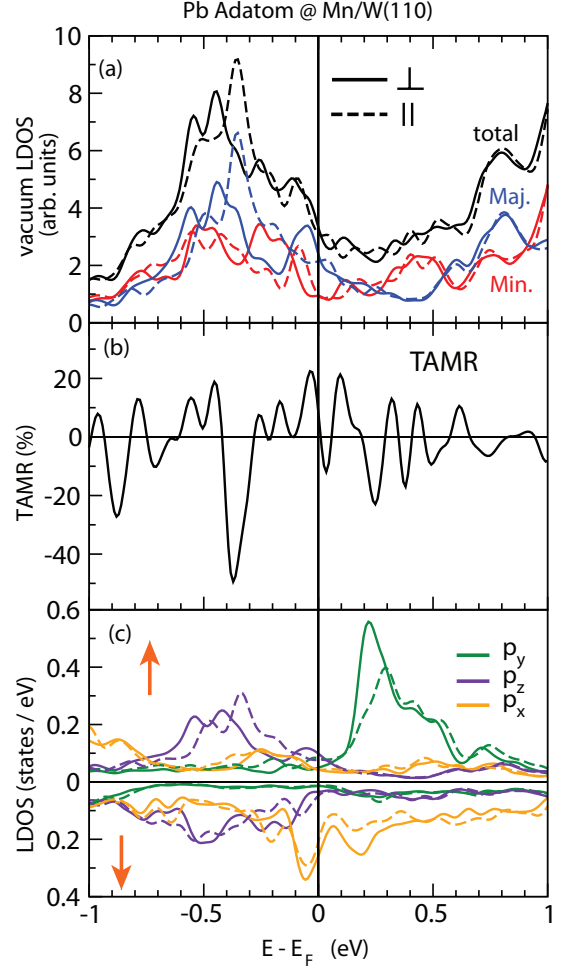 Pb Adatom @ Mn/W(110)
(a)
⊥
||
total
Maj.
Min.
vacuum LDOS
(arb. units)
10
8
6
4
2
0
(b)
TAMR
TAMR (%)
20
0
-20
-40
(c)
p_y
p_z
p_x
LDOS (states / eV)
0.6
0.4
0.2
0
0.2
0.4
-1
-0.5
0
0.5
1
E - E_F (eV)